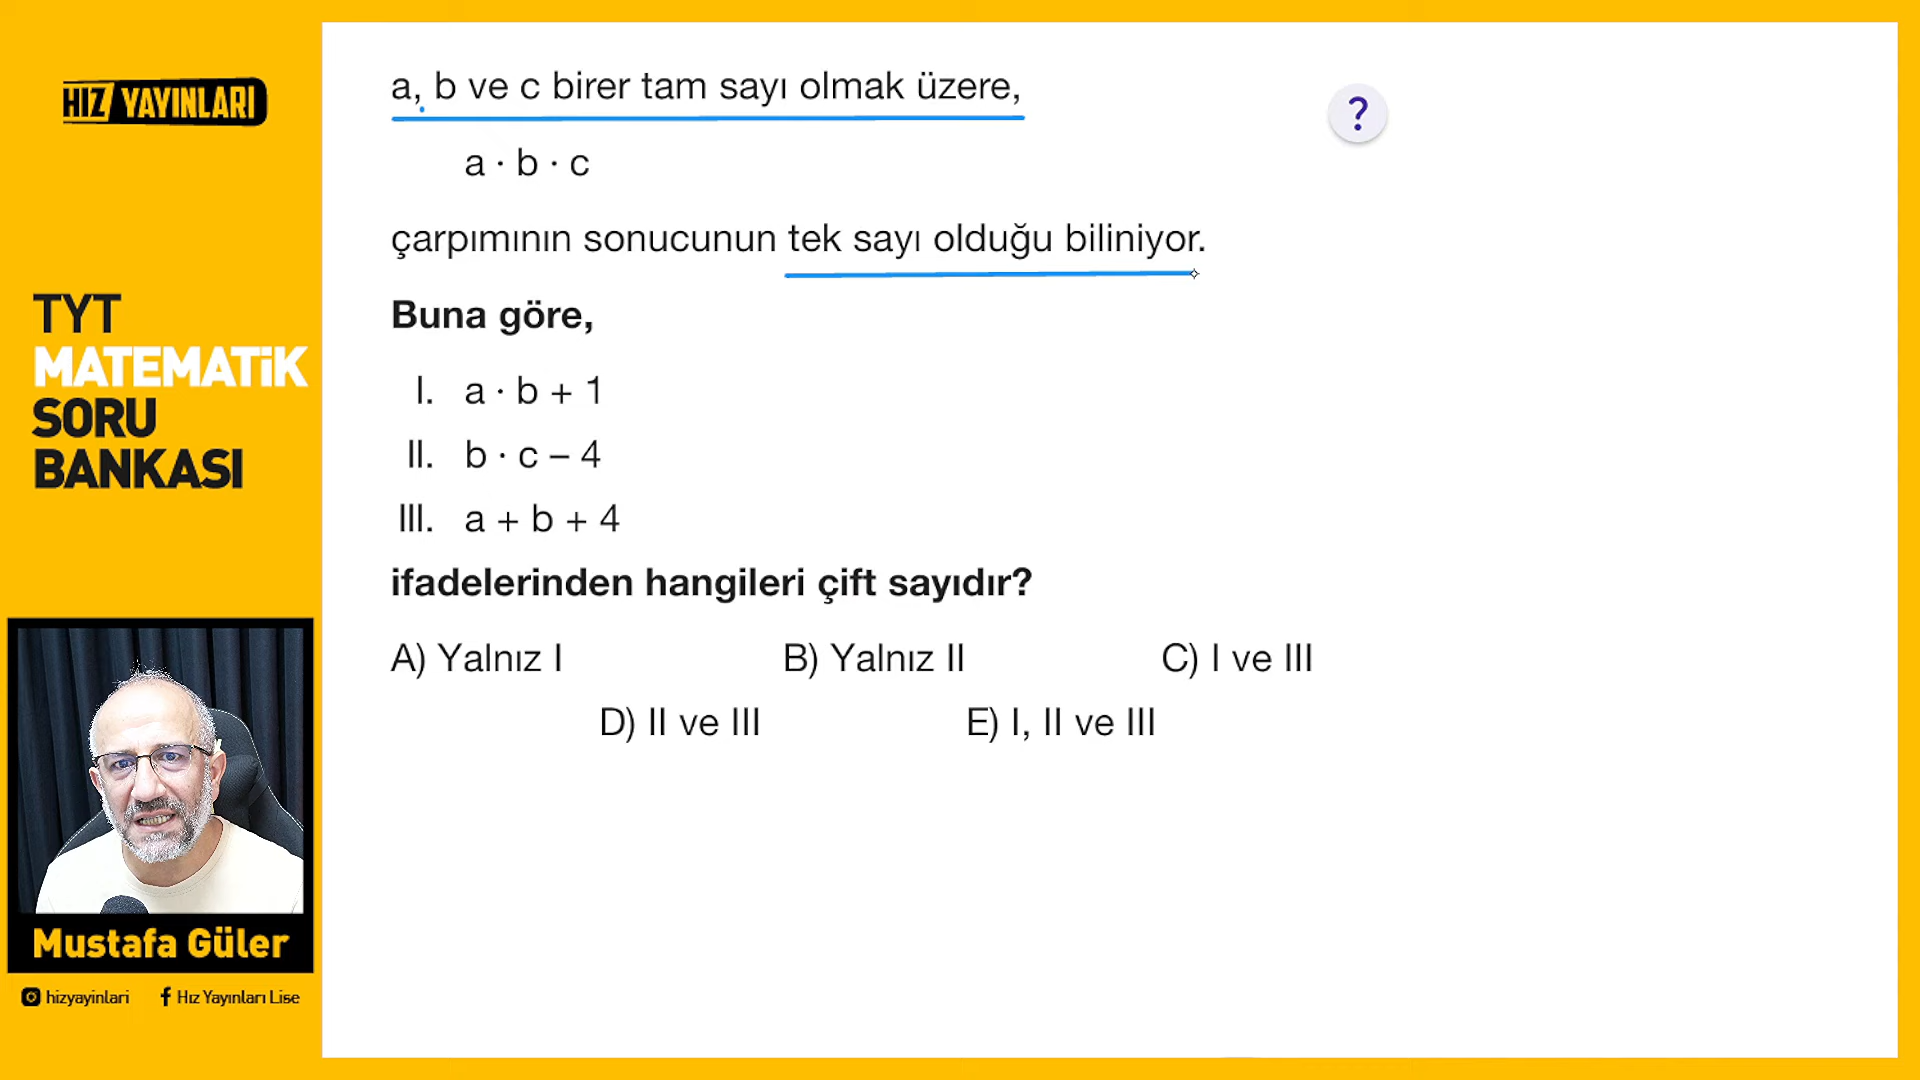 HIZ YAYINLARI
TYT
MATEMATİK
SORU
BANKASI
Mustafa Güler
hizyayinlari
Hız Yayınları Lise
a, b ve c birer tam sayı olmak üzere,
a · b · c
çarpımının sonucunun tek sayı olduğu biliniyor.
Buna göre,
I. a · b + 1
II. b · c – 4
III. a + b + 4
ifadelerinden hangileri çift sayıdır?
A) Yalnız I B) Yalnız II C) I ve III
D) II ve III E) I, II ve III
?